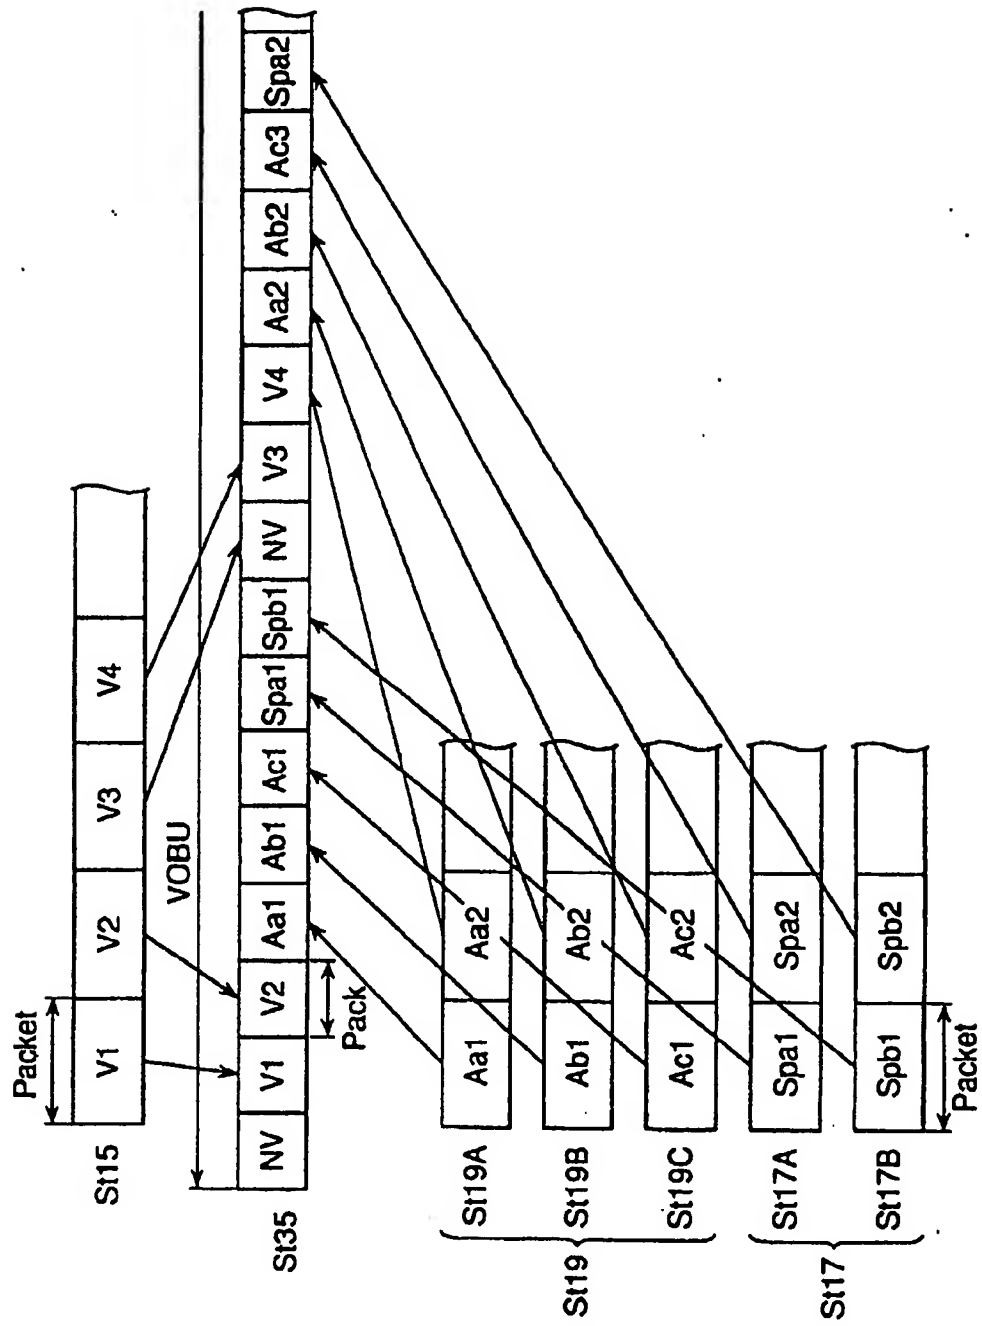 Packet
St15 V1 V2 V3 V4
VOBU
St35 NV V1 V2 Aa1 Ab1 Ac1 Spa1 Spb1 NV V3 V4 Aa2 Ab2 Ac3 Spa2
Pack
St19
St19A Aa1 Aa2
St19B Ab1 Ab2
St19C Ac1 Ac2
St17
St17A Spa1 Spa2
St17B Spb1 Spb2
Packet